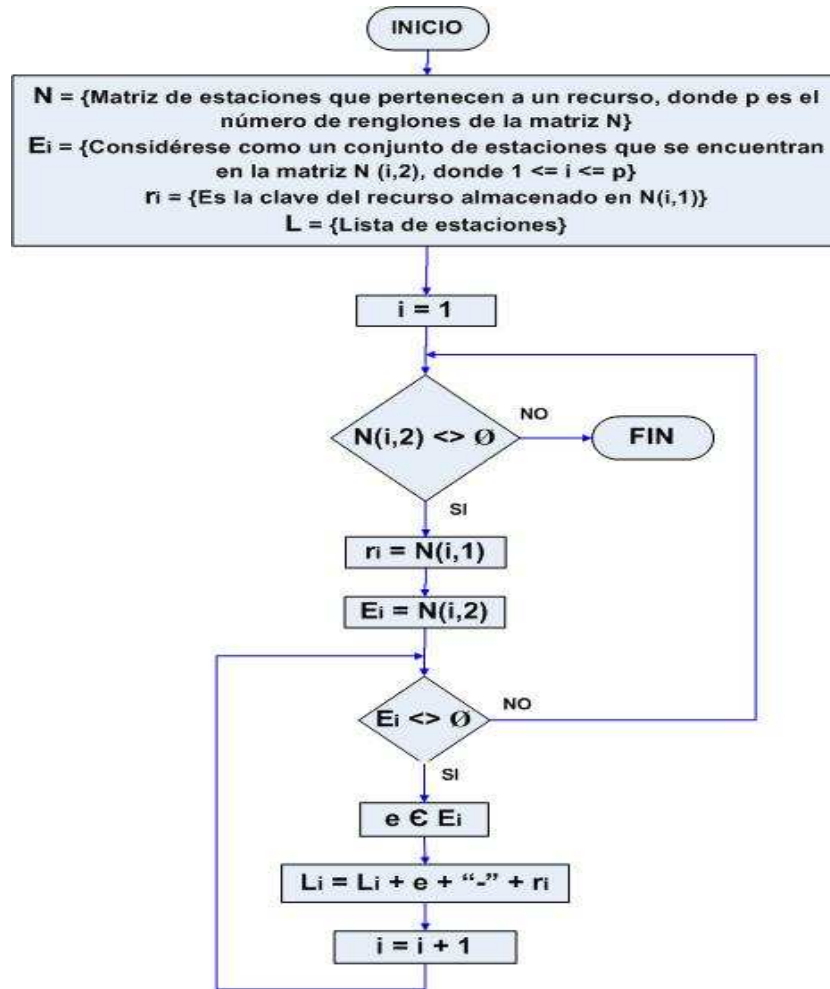 INICIO
N = {Matriz de estaciones que pertenecen a un recurso, donde p es el
número de renglones de la matriz N}
Ei = {Considérese como un conjunto de estaciones que se encuentran
en la matriz N (i,2), donde 1 <= i <= p}
ri = {Es la clave del recurso almacenado en N(i,1)}
L = {Lista de estaciones}
i = 1
N(i,2) <> Ø
NO
FIN
SI
ri = N(i,1)
Ei = N(i,2)
Ei <> Ø
NO
SI
e Є Ei
Li = Li + e + “-” + ri
i = i + 1